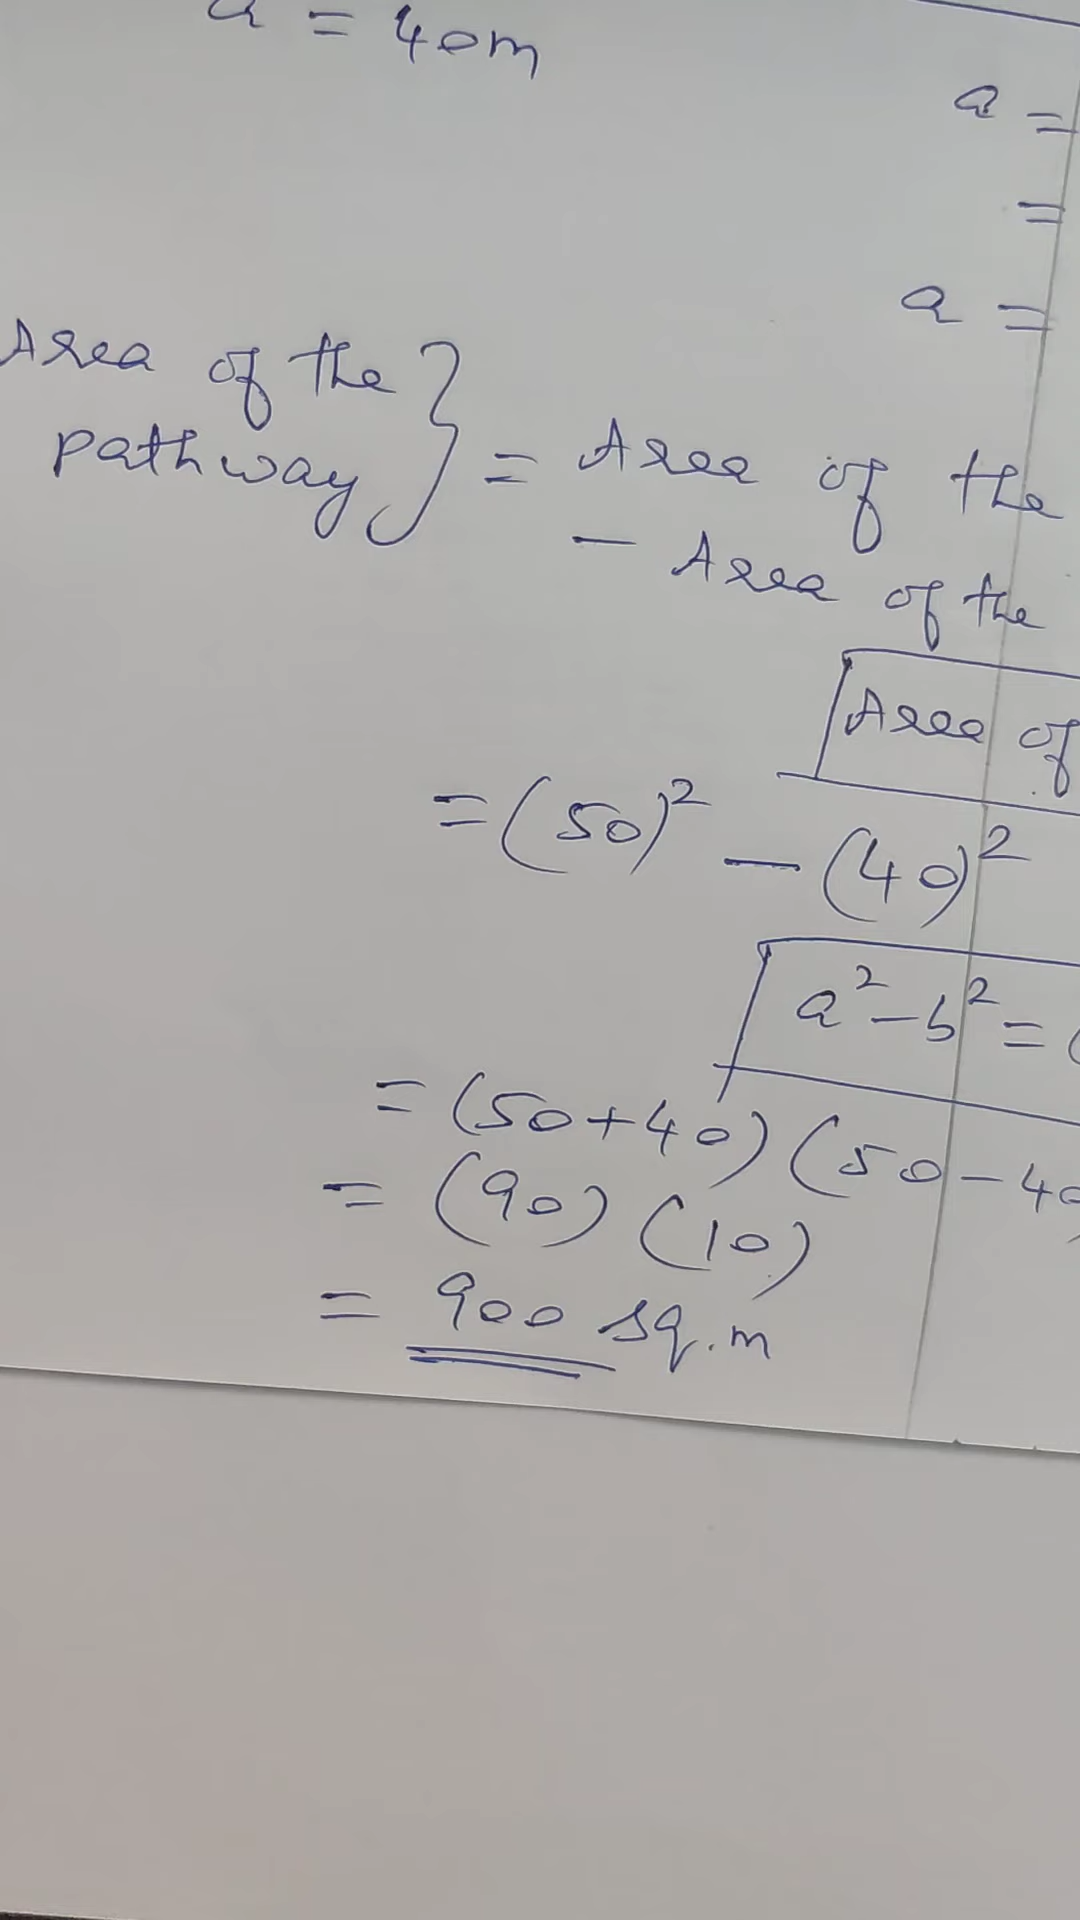 a = 40m
a =
=
a =
Area of the
pathway } = Area of the
— Area of the
Area of
= (50)² — (40)²
a² – b² = (
= (50+40) (50–40)
= (90) (10)
= 900 sq.m